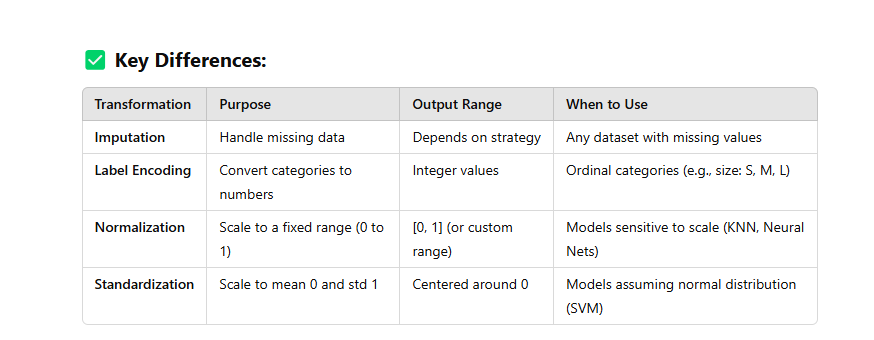 ✅ Key Differences:
Transformation Purpose Output Range When to Use
Imputation Handle missing data Depends on strategy Any dataset with missing values
Label Encoding Convert categories to Integer values Ordinal categories (e.g., size: S, M, L)
numbers
Normalization Scale to a fixed range (0 to [0, 1] (or custom Models sensitive to scale (KNN, Neural
1) range) Nets)
Standardization Scale to mean 0 and std 1 Centered around 0 Models assuming normal distribution
(SVM)